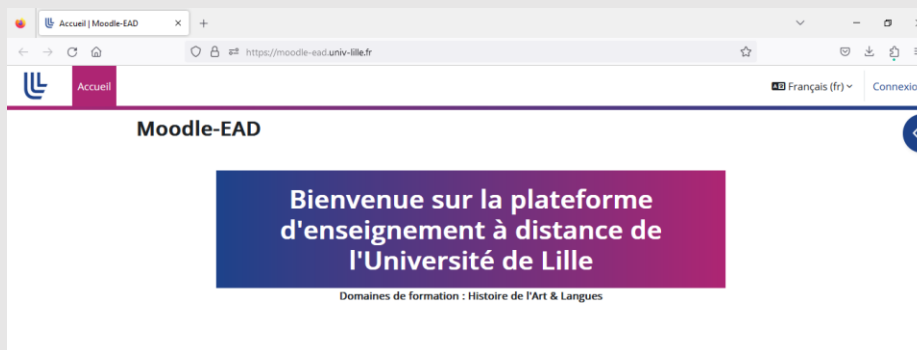 Accueil | Moodle-EAD
https://moodle-ead.univ-lille.fr
Accueil
Français (fr)
Connexio
Moodle-EAD
Bienvenue sur la plateforme
d'enseignement à distance de
l'Université de Lille
Domaines de formation : Histoire de l'Art & Langues